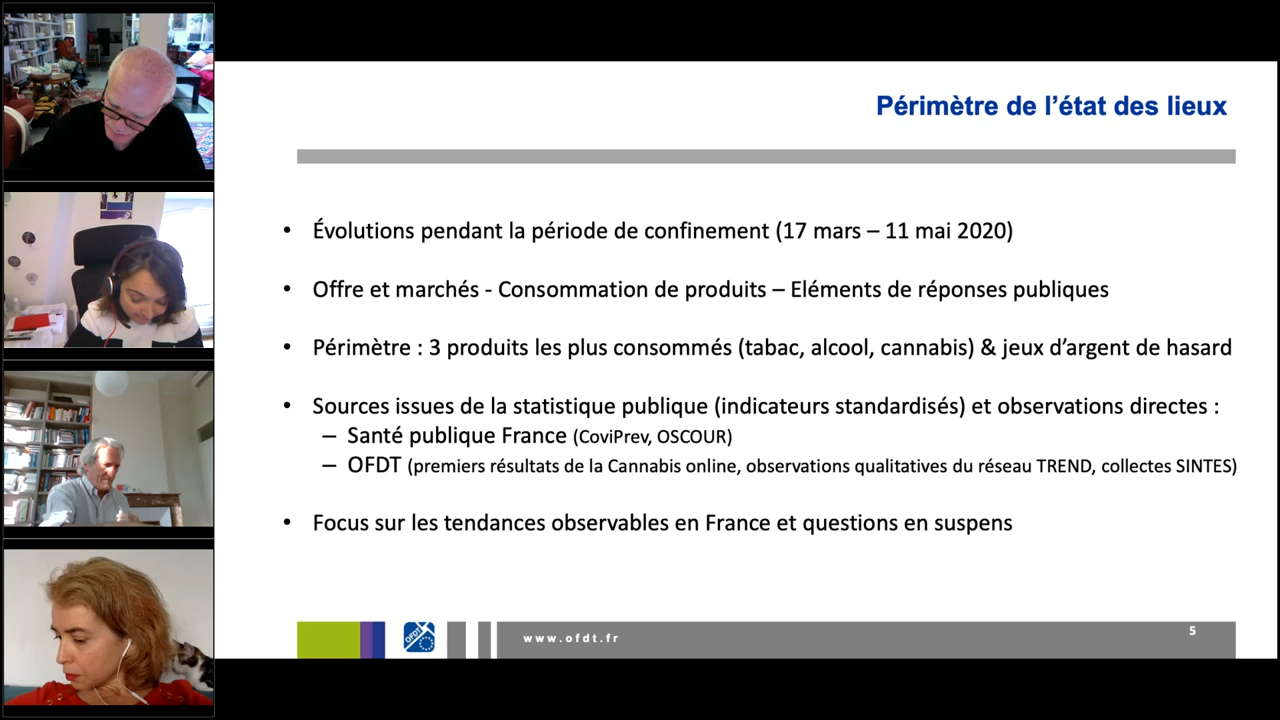 Périmètre de l’état des lieux
• Évolutions pendant la période de confinement (17 mars – 11 mai 2020)
• Offre et marchés - Consommation de produits – Eléments de réponses publiques
• Périmètre : 3 produits les plus consommés (tabac, alcool, cannabis) & jeux d’argent de hasard
• Sources issues de la statistique publique (indicateurs standardisés) et observations directes :
– Santé publique France (CoviPrev, OSCOUR)
– OFDT (premiers résultats de la Cannabis online, observations qualitatives du réseau TREND, collectes SINTES)
• Focus sur les tendances observables en France et questions en suspens
OFDT
www.ofdt.fr
5